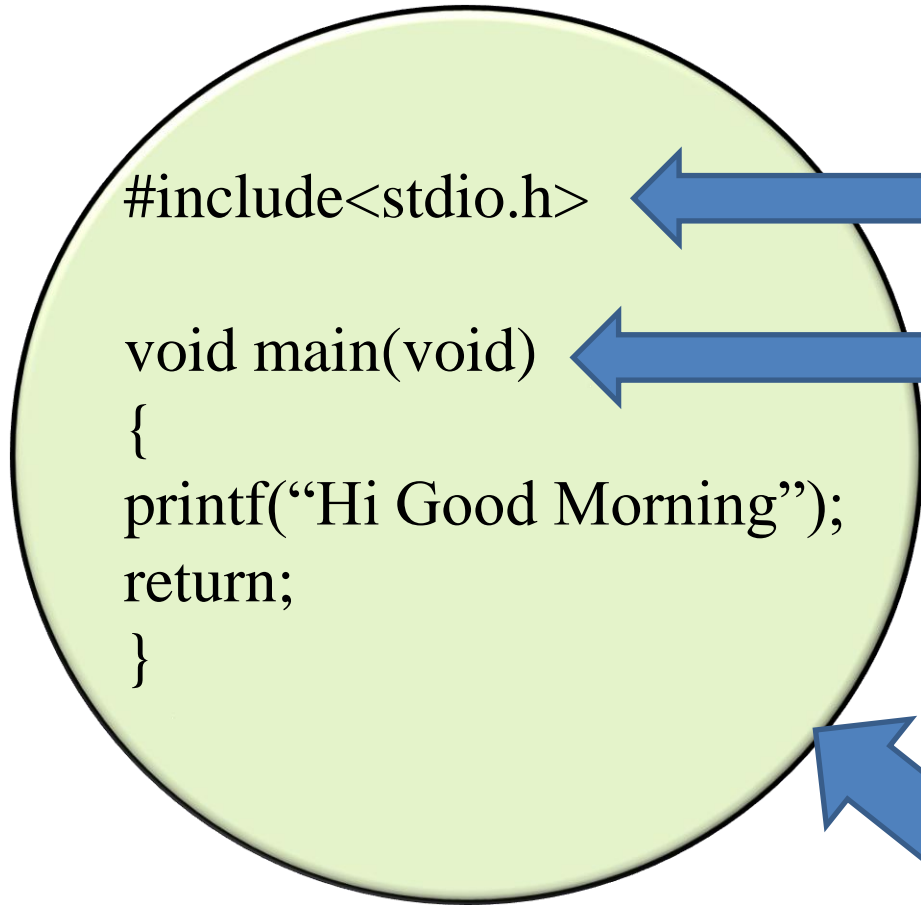 #include<stdio.h>
void main(void)
{
printf(“Hi Good Morning”);
return;
}